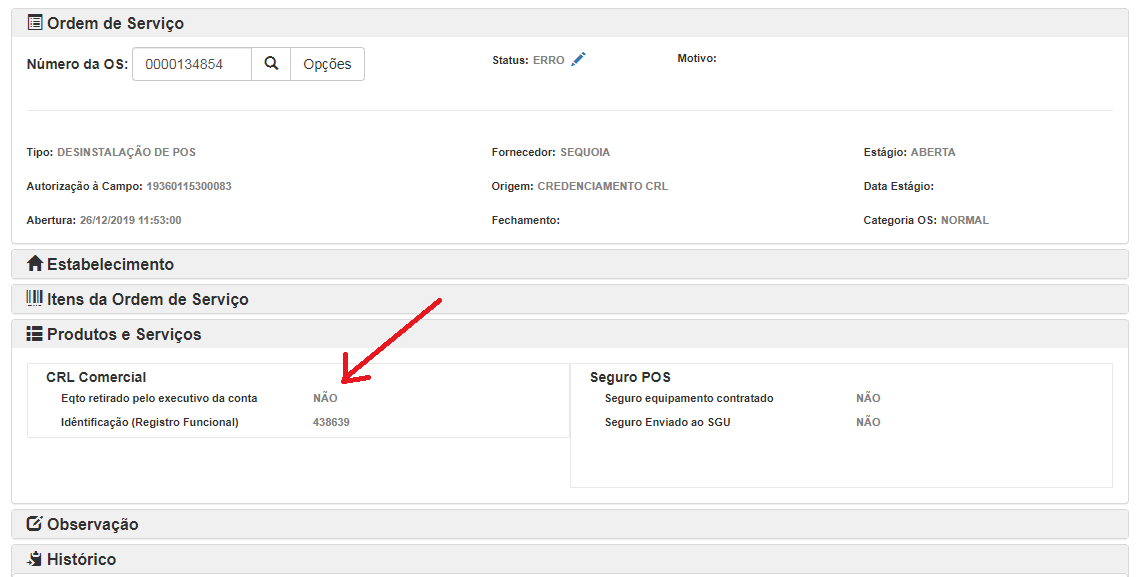 Ordem de Serviço
Número da OS: 0000134854 Opções Status: ERRO Motivo:
Tipo: DESINSTALAÇÃO DE POS Fornecedor: SEQUOIA Estágio: ABERTA
Autorização à Campo: 19360115300083 Origem: CREDENCIAMENTO CRL Data Estágio:
Abertura: 26/12/2019 11:53:00 Fechamento: Categoria OS: NORMAL
Estabelecimento
Itens da Ordem de Serviço
Produtos e Serviços
CRL Comercial
Eqto retirado pelo executivo da conta NÃO
Idêntificação (Registro Funcional) 438639
Seguro POS
Seguro equipamento contratado NÃO
Seguro Enviado ao SGU NÃO
Observação
Histórico